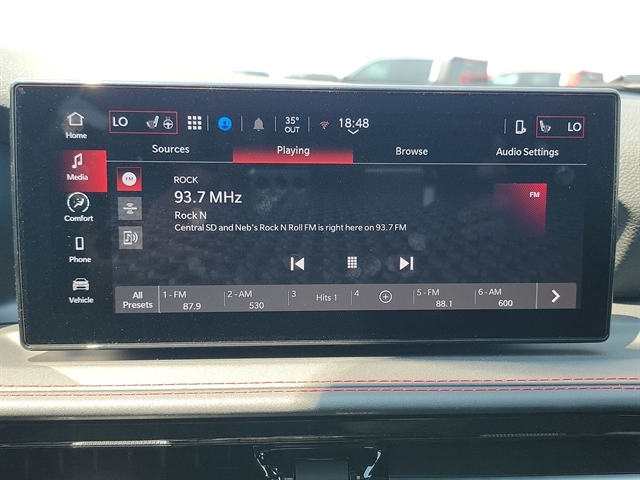 LO
35°
OUT
18:48
LO
Home
Sources
Playing
Browse
Audio Settings
Media
FM
ROCK
93.7 MHz
Rock N
Central SD and Neb's Rock N Roll FM is right here on 93.7 FM
FM
Comfort
Phone
Vehicle
All
Presets
1 - FM
87.9
2 - AM
530
3
Hits 1
4
5 - FM
88.1
6 - AM
600